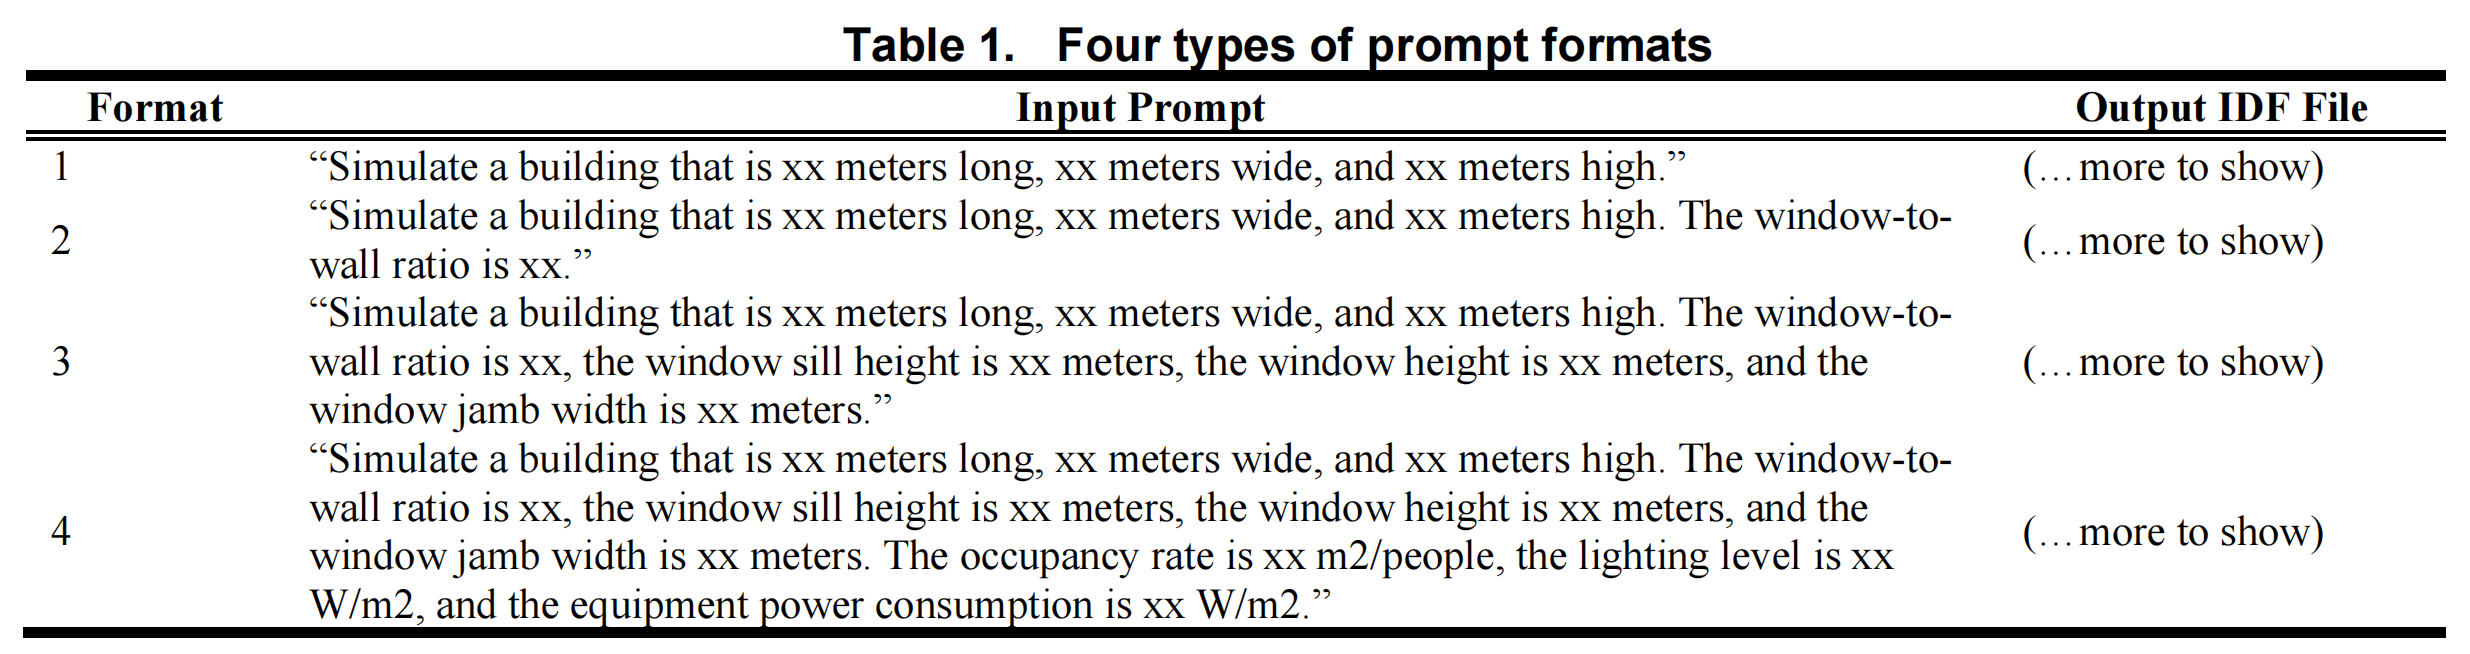 Table 1. Four types of prompt formats
Format Input Prompt Output IDF File
1 “Simulate a building that is xx meters long, xx meters wide, and xx meters high.” (…more to show)
2 “Simulate a building that is xx meters long, xx meters wide, and xx meters high. The window-to-
wall ratio is xx.” (…more to show)
3 “Simulate a building that is xx meters long, xx meters wide, and xx meters high. The window-to-
wall ratio is xx, the window sill height is xx meters, the window height is xx meters, and the
window jamb width is xx meters.” (…more to show)
4 “Simulate a building that is xx meters long, xx meters wide, and xx meters high. The window-to-
wall ratio is xx, the window sill height is xx meters, the window height is xx meters, and the
window jamb width is xx meters. The occupancy rate is xx m2/people, the lighting level is xx
W/m2, and the equipment power consumption is xx W/m2.” (…more to show)